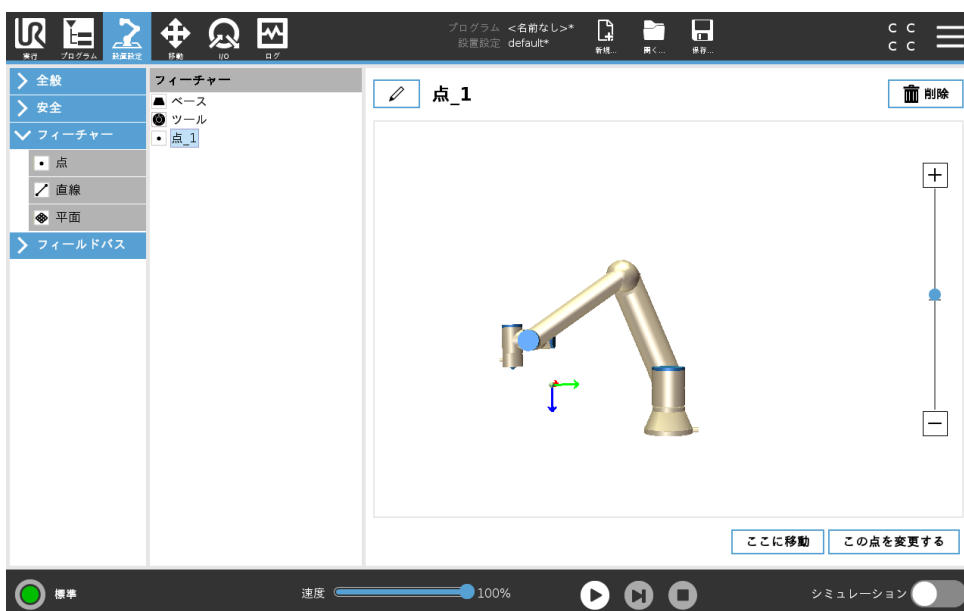 プログラム <名前なし>*
設置設定 default*
UR
実行
プログラム
設置設定
移動
I/O
ログ
新規...
開く...
保存...
C C
C C
全般
安全
フィーチャー
点
直線
平面
フィールドバス
フィーチャー
ベース
ツール
点_1
点_1
削除
+
−
ここに移動
この点を変更する
標準
速度
100%
シミュレーション